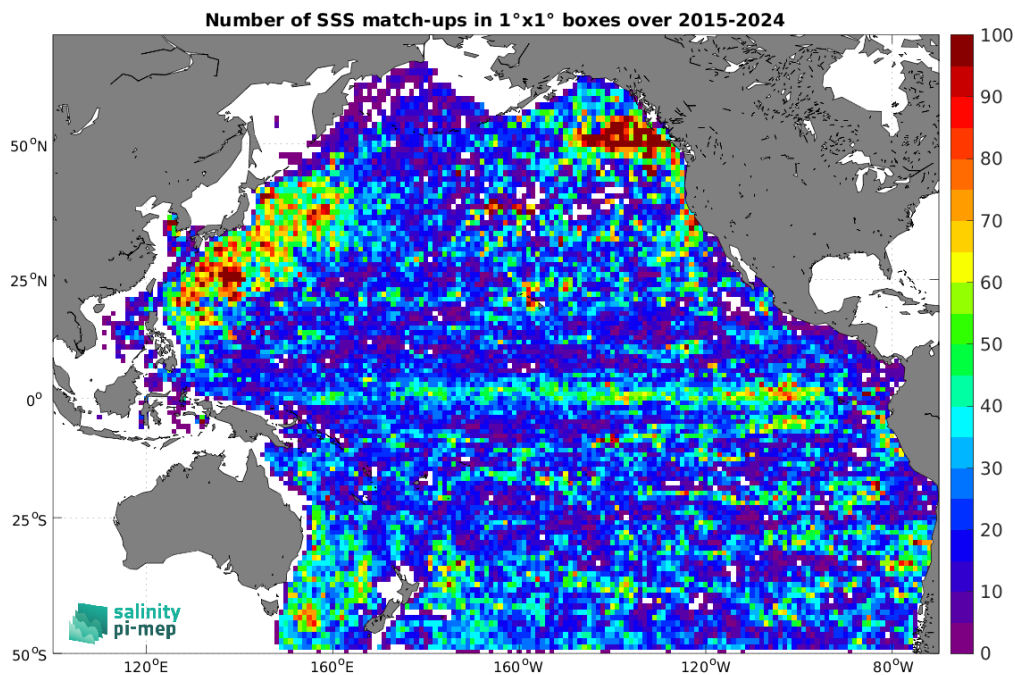 Number of SSS match-ups in 1°x1° boxes over 2015-2024
100
90
80
70
60
50
40
30
20
10
0
50°N
25°N
0°
25°S
50°S
120°E
160°E
160°W
120°W
80°W
salinity
pi-mep